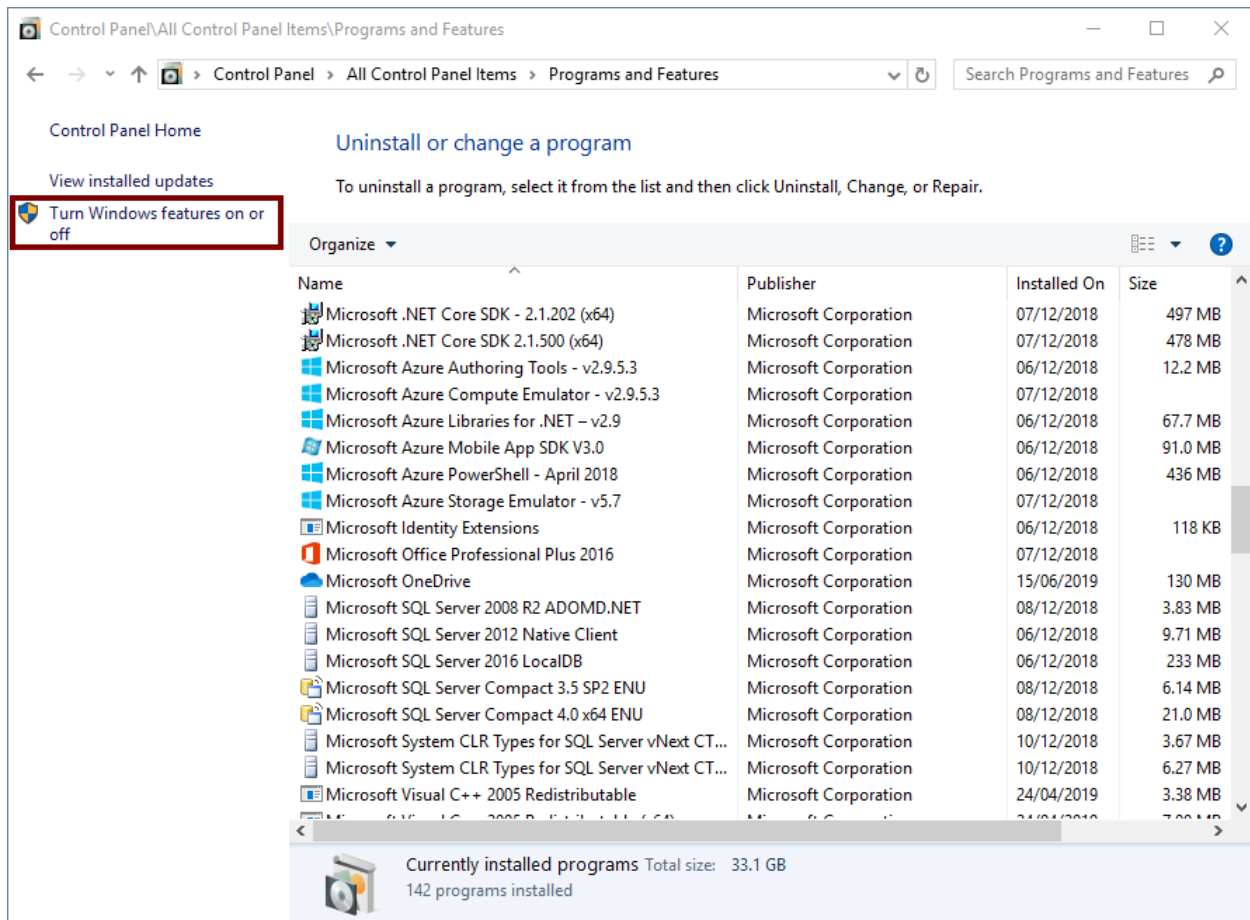 Control Panel\All Control Panel Items\Programs and Features
Control Panel › All Control Panel Items › Programs and Features
Search Programs and Features
Control Panel Home
View installed updates
Turn Windows features on or
off
Uninstall or change a program
To uninstall a program, select it from the list and then click Uninstall, Change, or Repair.
Organize
Name Publisher Installed On Size
Microsoft .NET Core SDK - 2.1.202 (x64) Microsoft Corporation 07/12/2018 497 MB
Microsoft .NET Core SDK 2.1.500 (x64) Microsoft Corporation 07/12/2018 478 MB
Microsoft Azure Authoring Tools - v2.9.5.3 Microsoft Corporation 06/12/2018 12.2 MB
Microsoft Azure Compute Emulator - v2.9.5.3 Microsoft Corporation 07/12/2018
Microsoft Azure Libraries for .NET – v2.9 Microsoft Corporation 06/12/2018 67.7 MB
Microsoft Azure Mobile App SDK V3.0 Microsoft Corporation 06/12/2018 91.0 MB
Microsoft Azure PowerShell - April 2018 Microsoft Corporation 06/12/2018 436 MB
Microsoft Azure Storage Emulator - v5.7 Microsoft Corporation 07/12/2018
Microsoft Identity Extensions Microsoft Corporation 06/12/2018 118 KB
Microsoft Office Professional Plus 2016 Microsoft Corporation 07/12/2018
Microsoft OneDrive Microsoft Corporation 15/06/2019 130 MB
Microsoft SQL Server 2008 R2 ADOMD.NET Microsoft Corporation 08/12/2018 3.83 MB
Microsoft SQL Server 2012 Native Client Microsoft Corporation 06/12/2018 9.71 MB
Microsoft SQL Server 2016 LocalDB Microsoft Corporation 06/12/2018 233 MB
Microsoft SQL Server Compact 3.5 SP2 ENU Microsoft Corporation 08/12/2018 6.14 MB
Microsoft SQL Server Compact 4.0 x64 ENU Microsoft Corporation 08/12/2018 21.0 MB
Microsoft System CLR Types for SQL Server vNext CT... Microsoft Corporation 10/12/2018 3.67 MB
Microsoft System CLR Types for SQL Server vNext CT... Microsoft Corporation 10/12/2018 6.27 MB
Microsoft Visual C++ 2005 Redistributable Microsoft Corporation 24/04/2019 3.38 MB
Currently installed programs Total size: 33.1 GB
142 programs installed